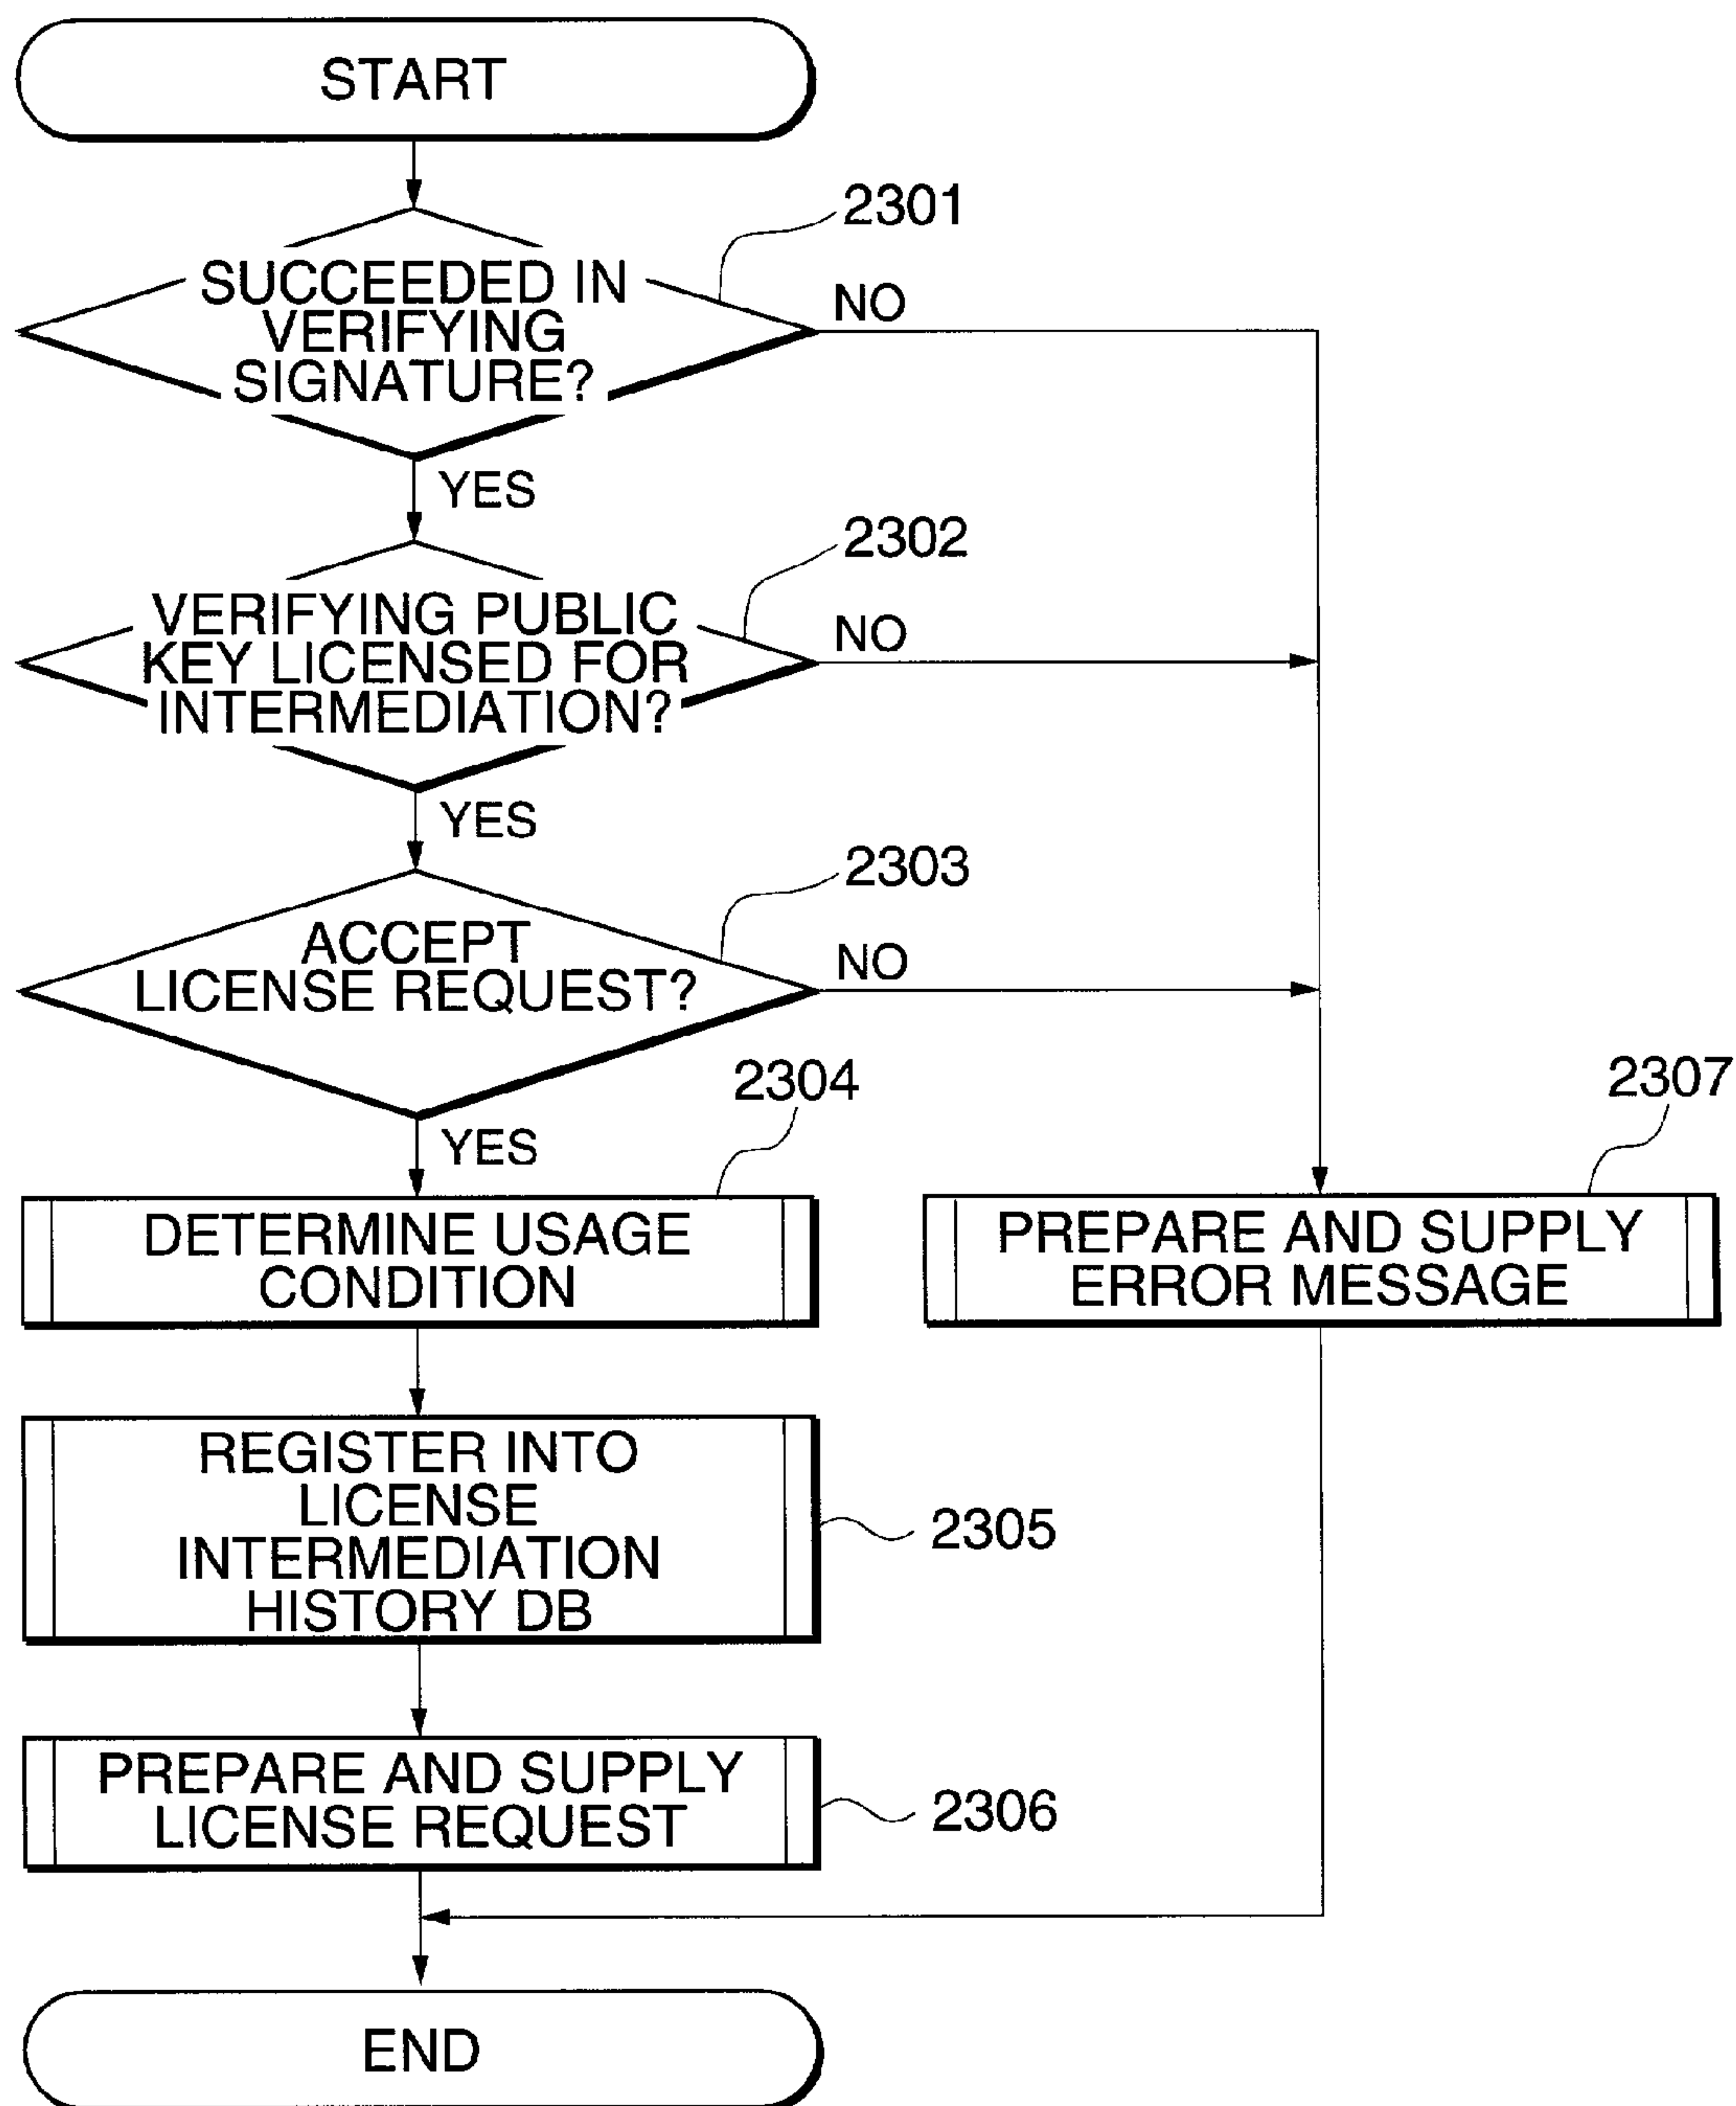 START
2301
SUCCEEDED IN
VERIFYING
SIGNATURE?
NO
YES
2302
VERIFYING PUBLIC
KEY LICENSED FOR
INTERMEDIATION?
NO
YES
2303
ACCEPT
LICENSE REQUEST?
NO
YES
2304
DETERMINE USAGE
CONDITION
2307
PREPARE AND SUPPLY
ERROR MESSAGE
REGISTER INTO
LICENSE
INTERMEDIATION
HISTORY DB
2305
PREPARE AND SUPPLY
LICENSE REQUEST
2306
END